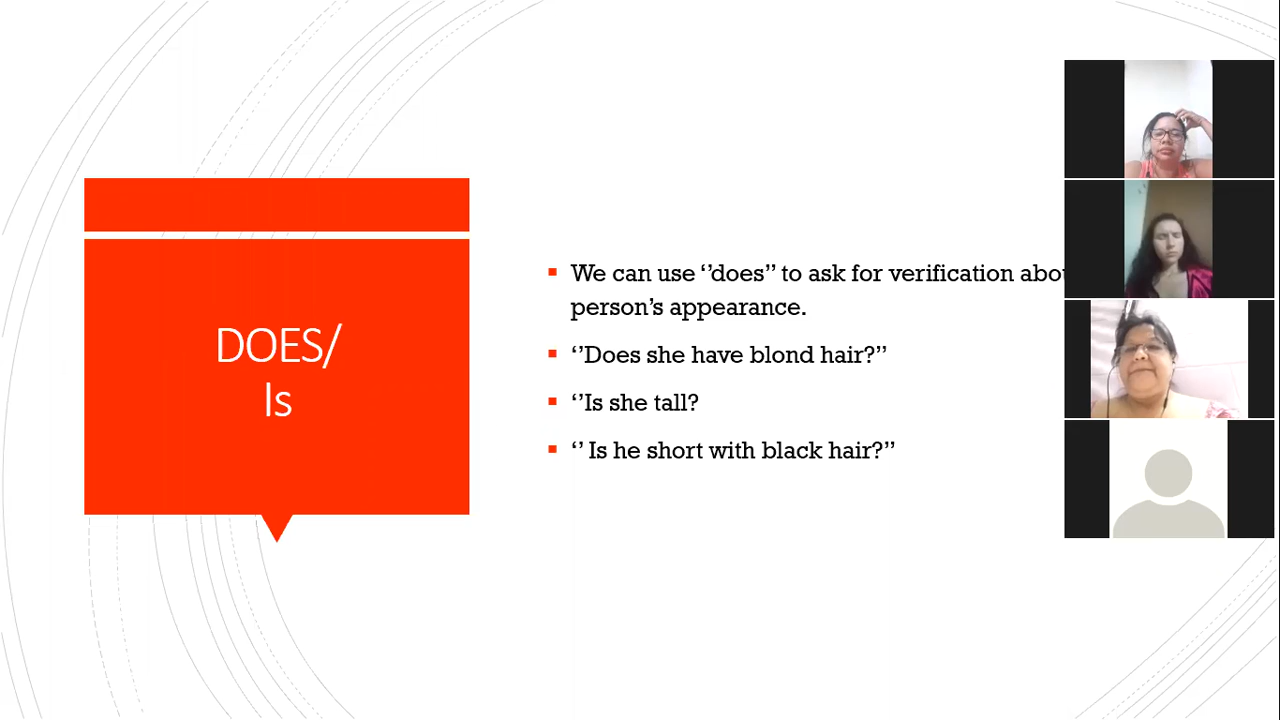 DOES/
Is
We can use ‘’does’’ to ask for verification
person’s appearance.
‘’Does she have blond hair?’’
‘’Is she tall?
‘’ Is he short with black hair?’’